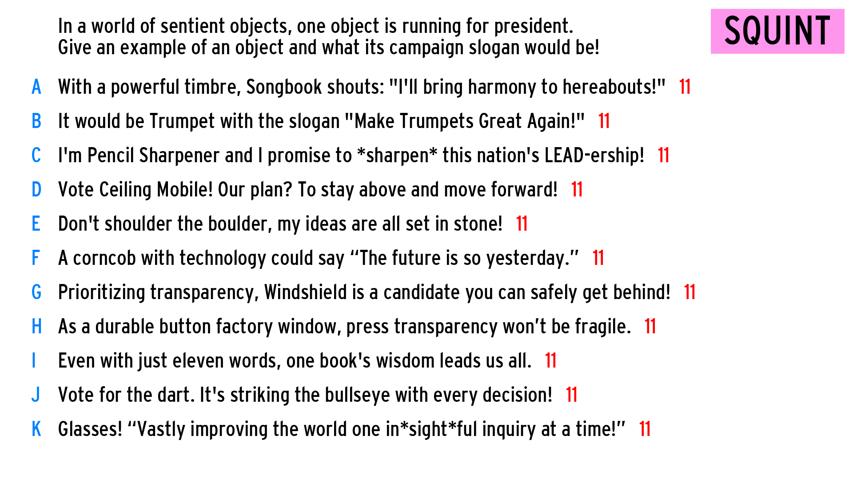 In a world of sentient objects, one object is running for president.
Give an example of an object and what its campaign slogan would be!
SQUINT
A With a powerful timbre, Songbook shouts: "I'll bring harmony to hereabouts!" 11
B It would be Trumpet with the slogan "Make Trumpets Great Again!" 11
C I'm Pencil Sharpener and I promise to *sharpen* this nation's LEAD-ership! 11
D Vote Ceiling Mobile! Our plan? To stay above and move forward! 11
E Don't shoulder the boulder, my ideas are all set in stone! 11
F A corncob with technology could say “The future is so yesterday.” 11
G Prioritizing transparency, Windshield is a candidate you can safely get behind! 11
H As a durable button factory window, press transparency won’t be fragile. 11
I Even with just eleven words, one book's wisdom leads us all. 11
J Vote for the dart. It's striking the bullseye with every decision! 11
K Glasses! “Vastly improving the world one in*sight*ful inquiry at a time!” 11